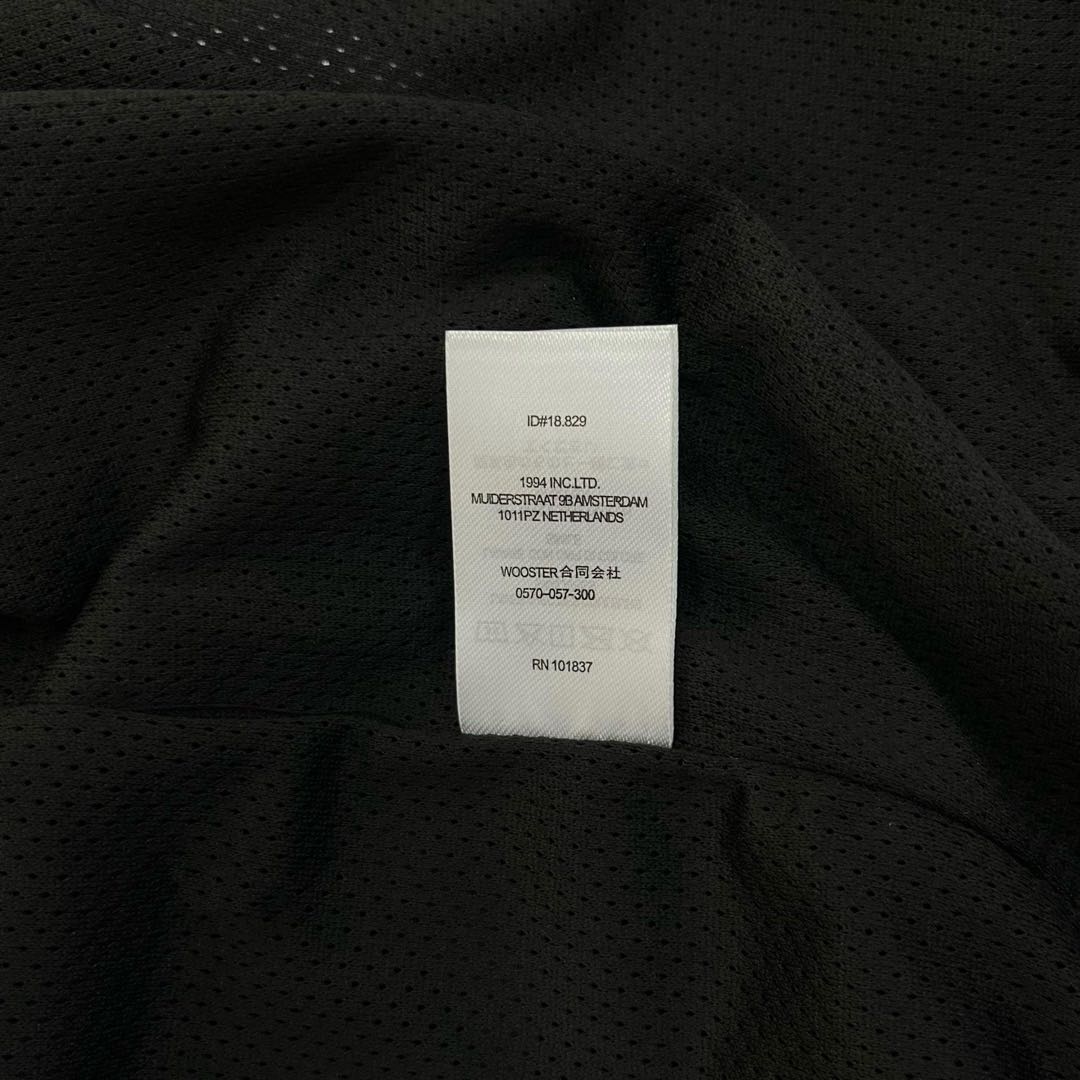 ID#18.829
1994 INC.LTD.
MUIDERSTRAAT 9B AMSTERDAM
1011PZ NETHERLANDS
WOOSTER合同会社
0570-057-300
RN 101837